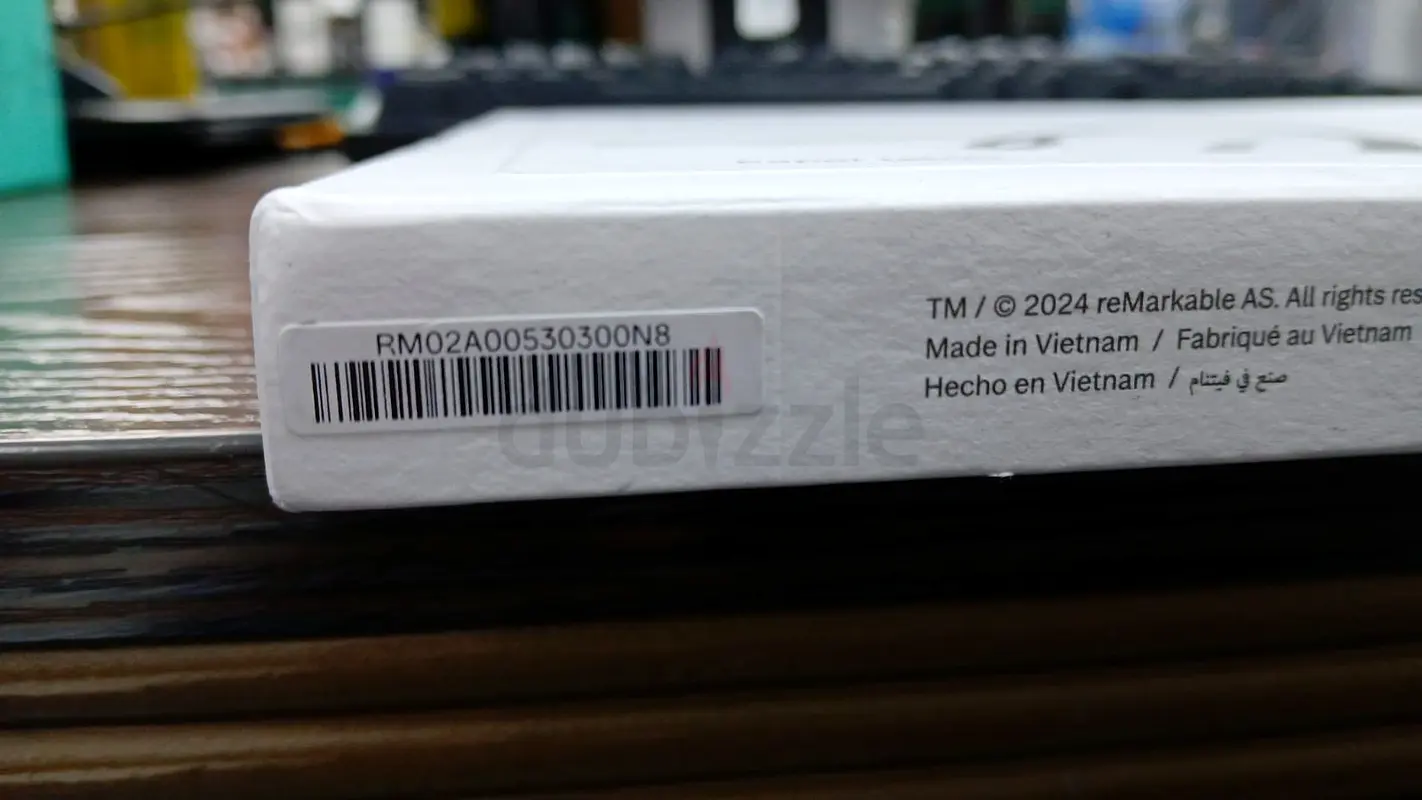 RM02A00530300N8
TM / © 2024 reMarkable AS. All rights res
Made in Vietnam / Fabriqué au Vietnam
Hecho en Vietnam / صنع في فيتنام
dubizzle